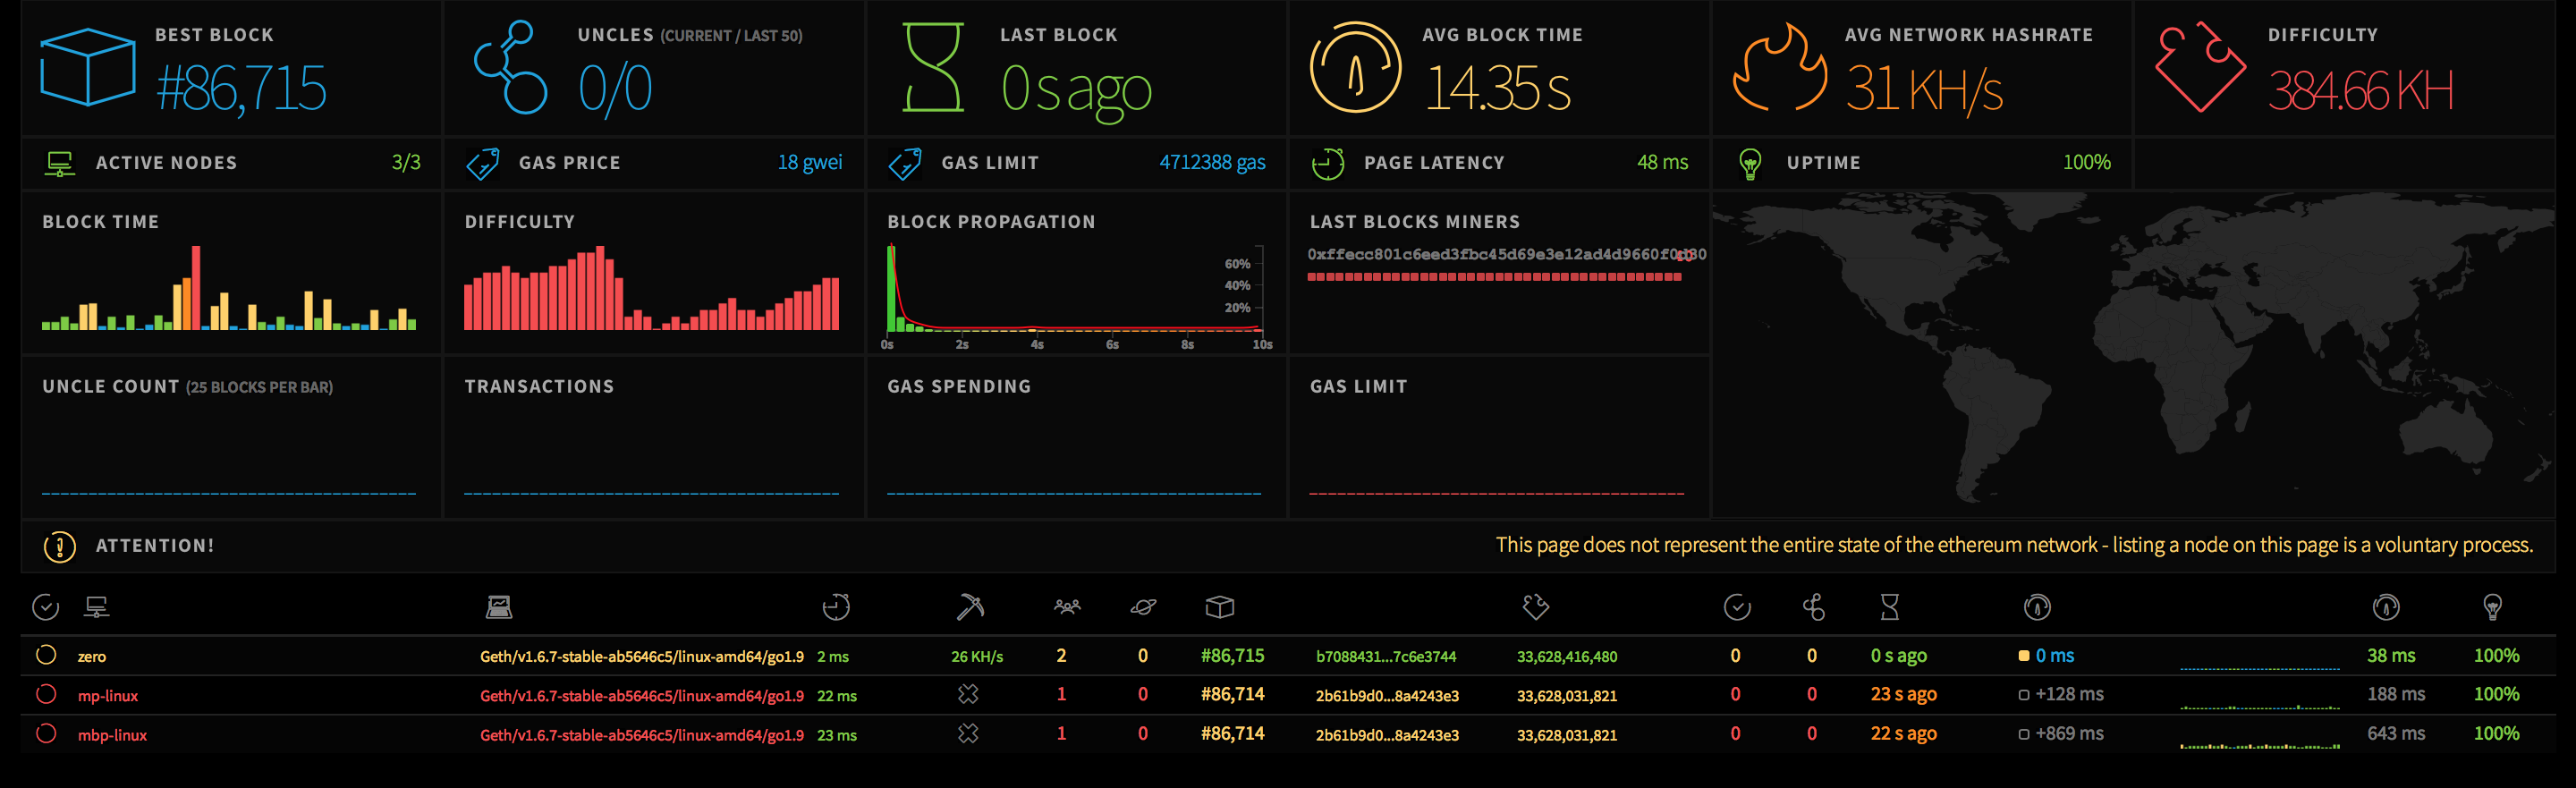 BEST BLOCK
#86,715
UNCLES (CURRENT / LAST 50)
0/0
LAST BLOCK
0 s ago
AVG BLOCK TIME
14.35 s
AVG NETWORK HASHRATE
31 KH/s
DIFFICULTY
384.66 KH
ACTIVE NODES 3/3
GAS PRICE 18 gwei
GAS LIMIT 4712388 gas
PAGE LATENCY 48 ms
UPTIME 100%
BLOCK TIME
DIFFICULTY
BLOCK PROPAGATION
60%
40%
20%
0s 2s 4s 6s 8s 10s
LAST BLOCKS MINERS
UNCLE COUNT (25 BLOCKS PER BAR)
TRANSACTIONS
GAS SPENDING
GAS LIMIT
ATTENTION!
This page does not represent the entire state of the ethereum network - listing a node on this page is a voluntary process.
zero Geth/v1.6.7-stable-ab5646c5/linux-amd64/go1.9 2 ms 26 KH/s 2 0 #86,715 b7088431...7c6e3744 33,628,416,480 0 0 0 s ago 0 ms 38 ms 100%
mp-linux Geth/v1.6.7-stable-ab5646c5/linux-amd64/go1.9 22 ms 1 0 #86,714 2b61b9d0...8a4243e3 33,628,031,821 0 0 23 s ago +128 ms 188 ms 100%
mbp-linux Geth/v1.6.7-stable-ab5646c5/linux-amd64/go1.9 23 ms 1 0 #86,714 2b61b9d0...8a4243e3 33,628,031,821 0 0 22 s ago +869 ms 643 ms 100%